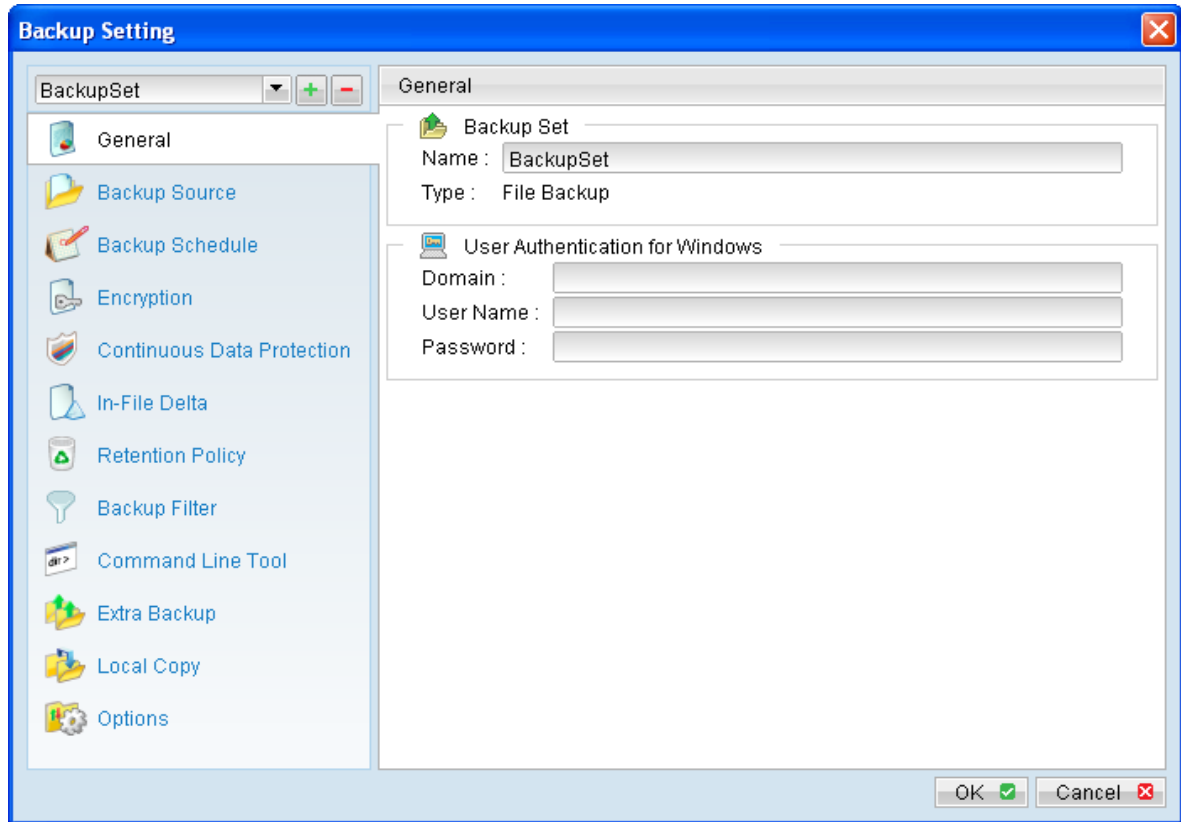 Backup Setting
BackupSet
General
Backup Source
Backup Schedule
Encryption
Continuous Data Protection
In-File Delta
Retention Policy
Backup Filter
dir>
Command Line Tool
Extra Backup
Local Copy
Options
General
Backup Set
Name : BackupSet
Type : File Backup
User Authentication for Windows
Domain :
User Name :
Password :
OK
Cancel